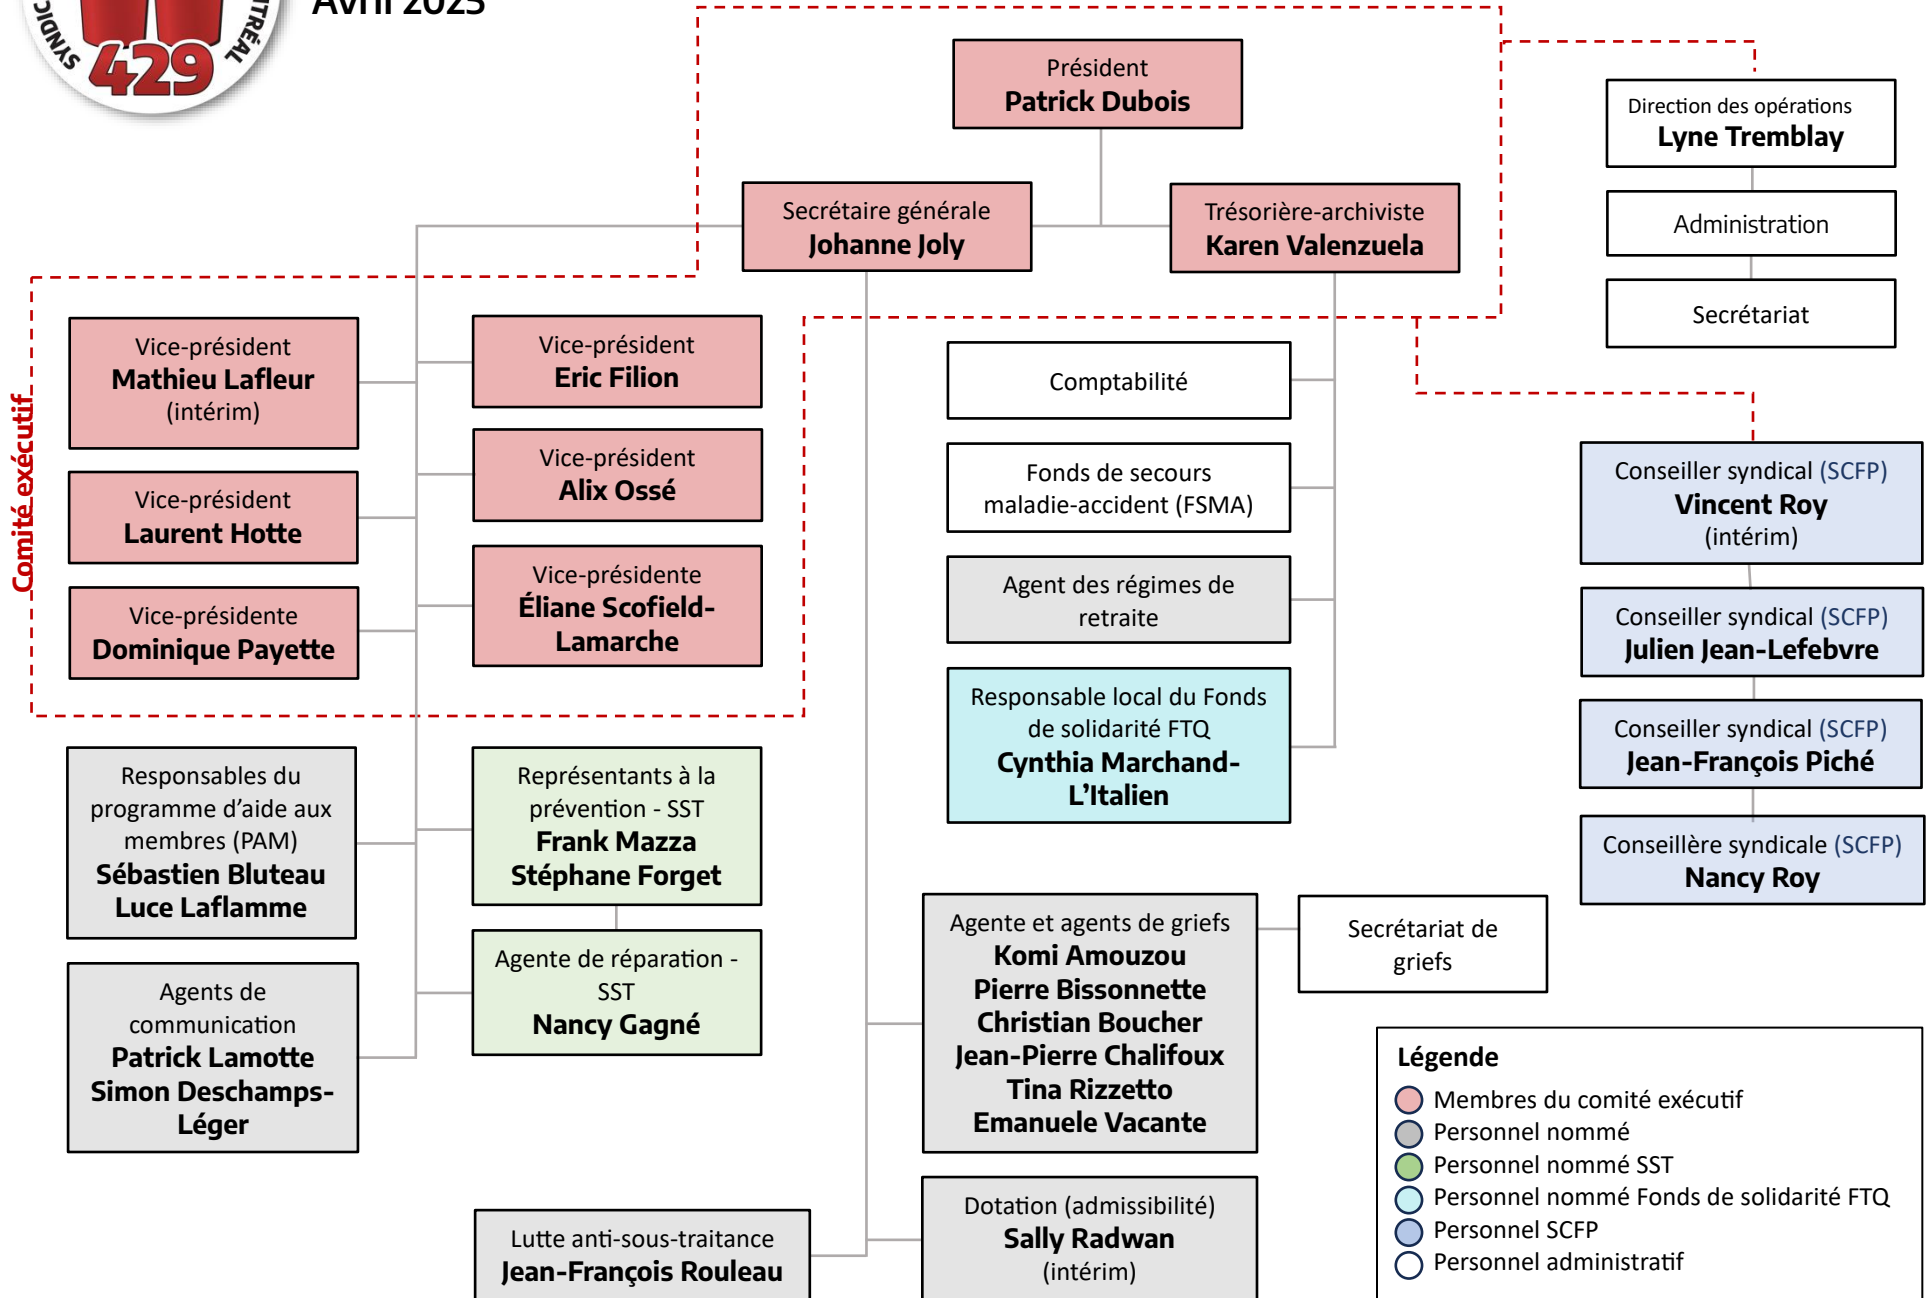 Avril 2025
SYNDIC
TRÉAL
429
Président
Patrick Dubois
Direction des opérations
Lyne Tremblay
Secrétaire générale
Johanne Joly
Trésorière-archiviste
Karen Valenzuela
Administration
Secrétariat
Comité exécutif
Vice-président
Mathieu Lafleur
(intérim)
Vice-président
Eric Filion
Vice-président
Laurent Hotte
Vice-président
Alix Ossé
Vice-présidente
Dominique Payette
Vice-présidente
Éliane Scofield-
Lamarche
Comptabilité
Fonds de secours
maladie-accident (FSMA)
Agent des régimes de
retraite
Responsable local du Fonds
de solidarité FTQ
Cynthia Marchand-
L’Italien
Conseiller syndical (SCFP)
Vincent Roy
(intérim)
Conseiller syndical (SCFP)
Julien Jean-Lefebvre
Conseiller syndical (SCFP)
Jean-François Piché
Conseillère syndicale (SCFP)
Nancy Roy
Responsables du
programme d’aide aux
membres (PAM)
Sébastien Bluteau
Luce Laflamme
Représentants à la
prévention - SST
Frank Mazza
Stéphane Forget
Agents de
communication
Patrick Lamotte
Simon Deschamps-
Léger
Agente de réparation -
SST
Nancy Gagné
Agente et agents de griefs
Komi Amouzou
Pierre Bissonnette
Christian Boucher
Jean-Pierre Chalifoux
Tina Rizzetto
Emanuele Vacante
Secrétariat de
griefs
Lutte anti-sous-traitance
Jean-François Rouleau
Dotation (admissibilité)
Sally Radwan
(intérim)
Légende
Membres du comité exécutif
Personnel nommé
Personnel nommé SST
Personnel nommé Fonds de solidarité FTQ
Personnel SCFP
Personnel administratif